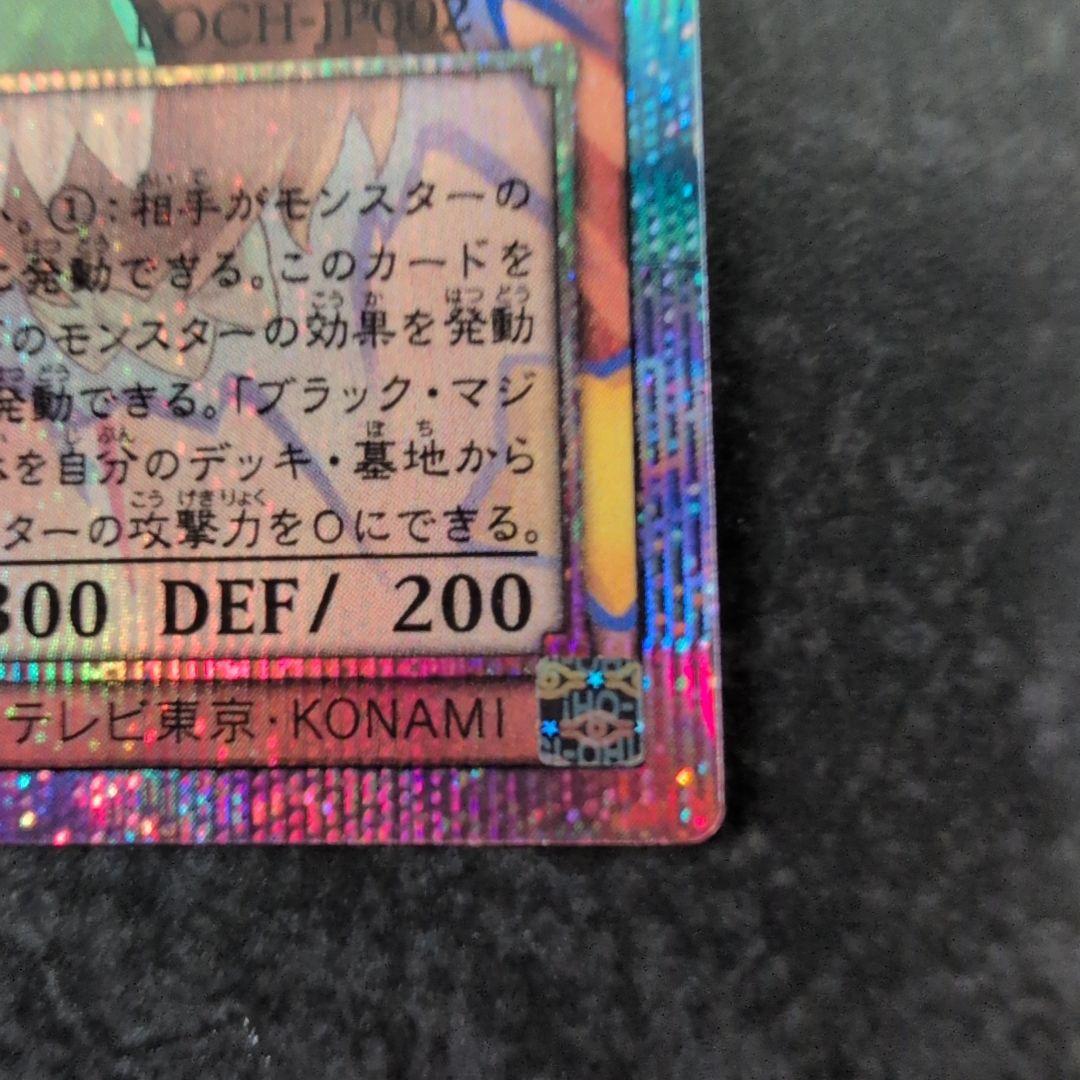 POCH-JP002
。①：相手がモンスターの
発動できる。このカードを
のモンスターの効果を発動
発動できる。「ブラック・マジ
を自分のデッキ・墓地から
ターの攻撃力を０にできる。
300 DEF/ 200
テレビ東京・KONAMI